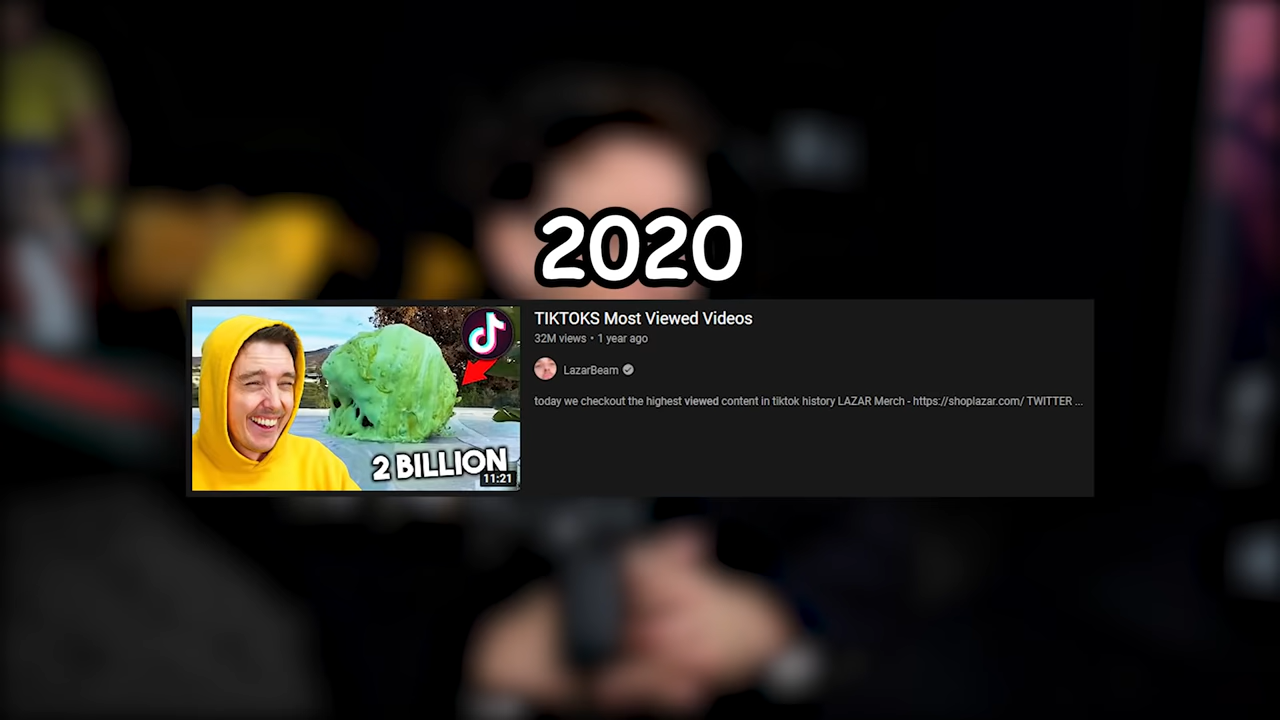 2020
TIKTOKS Most Viewed Videos
32M views • 1 year ago
LazarBeam
today we checkout the highest viewed content in tiktok history LAZAR Merch - https://shoplazar.com/ TWITTER ...
2 BILLION
11:21